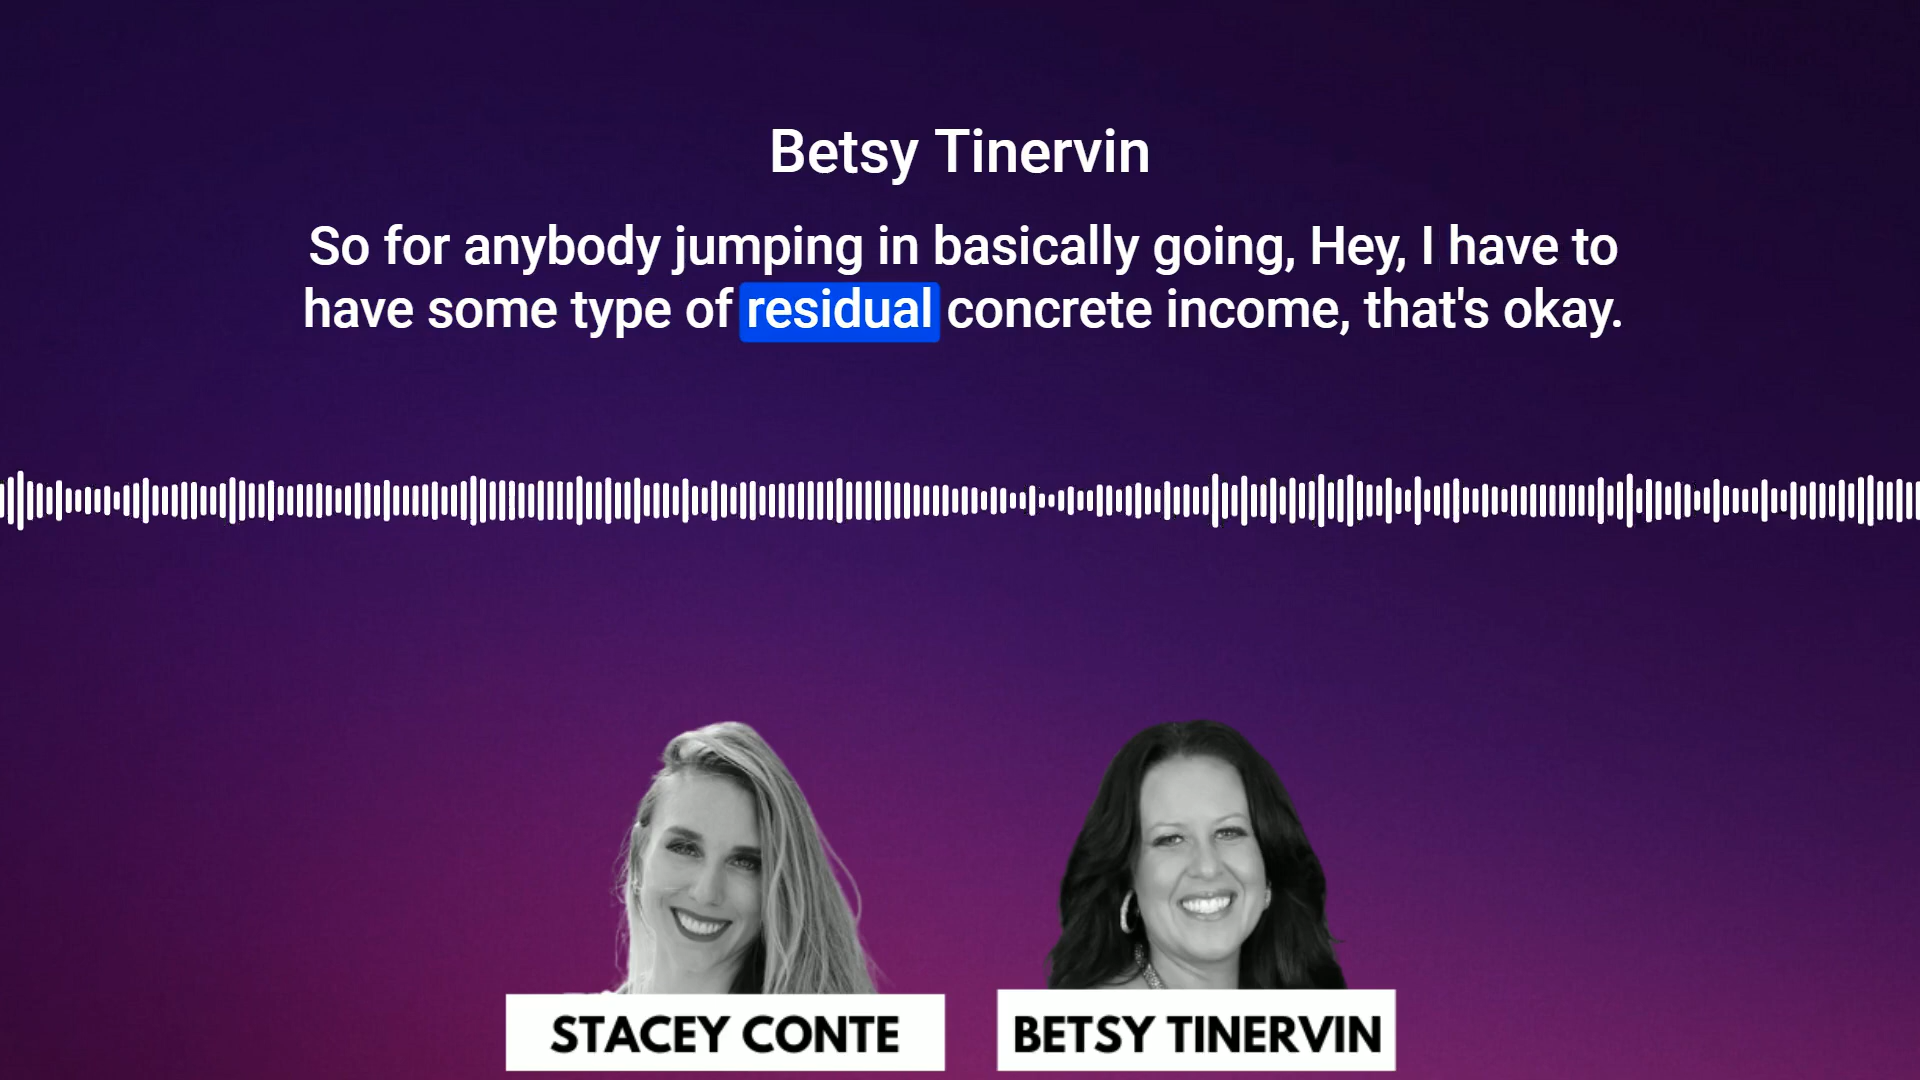 Betsy Tinervin
So for anybody jumping in basically going, Hey, I have to
have some type of residual concrete income, that's okay.
STACEY CONTE
BETSY TINERVIN